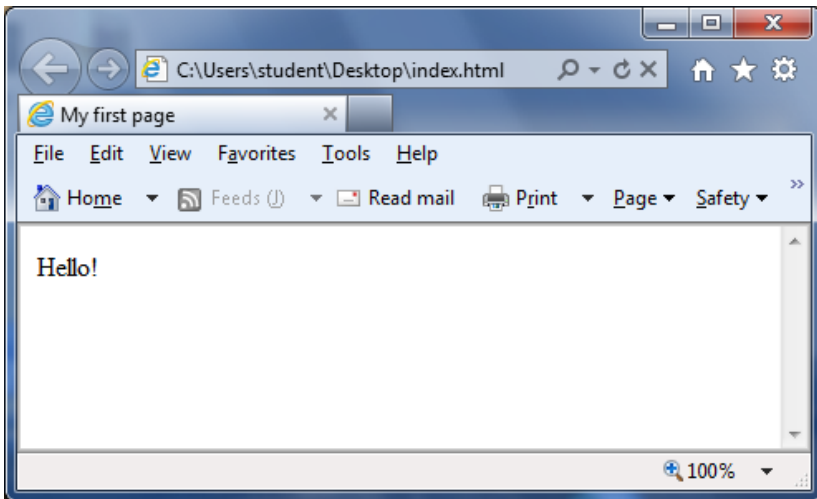 C:\Users\student\Desktop\index.html
My first page
File Edit View Favorites Tools Help
Home Feeds (J) Read mail Print Page Safety »
Hello!
100%